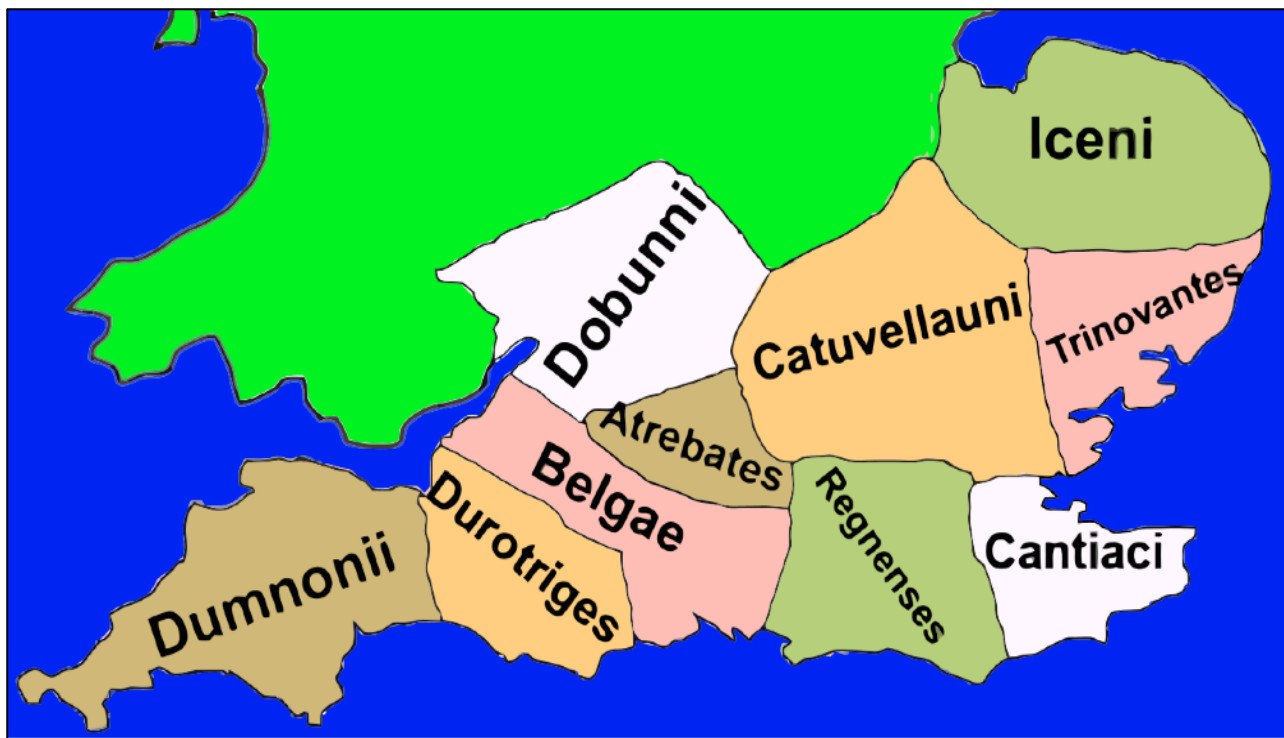 Iceni
Dobunni
Trinovantes
Catuvellauni
Atrebates
Belgae
Regnenses
Cantiaci
Durotriges
Dumnonii